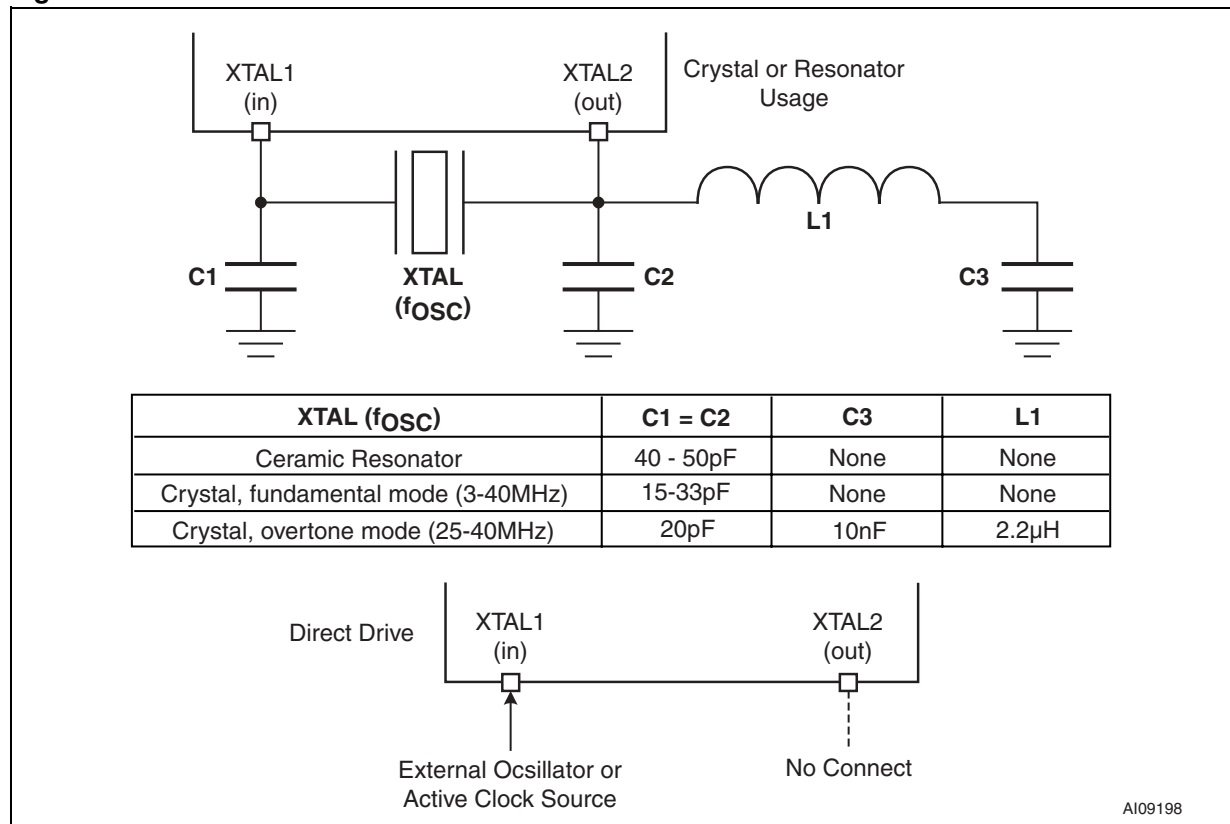 XTAL1
(in)
XTAL2
(out)
Crystal or Resonator
Usage
L1
C1
XTAL
(fOSC)
C2
C3
XTAL (fOSC) C1 = C2 C3 L1
Ceramic Resonator 40 - 50pF None None
Crystal, fundamental mode (3-40MHz) 15-33pF None None
Crystal, overtone mode (25-40MHz) 20pF 10nF 2.2µH
Direct Drive
XTAL1
(in)
XTAL2
(out)
External Ocsillator or
Active Clock Source
No Connect
AI09198